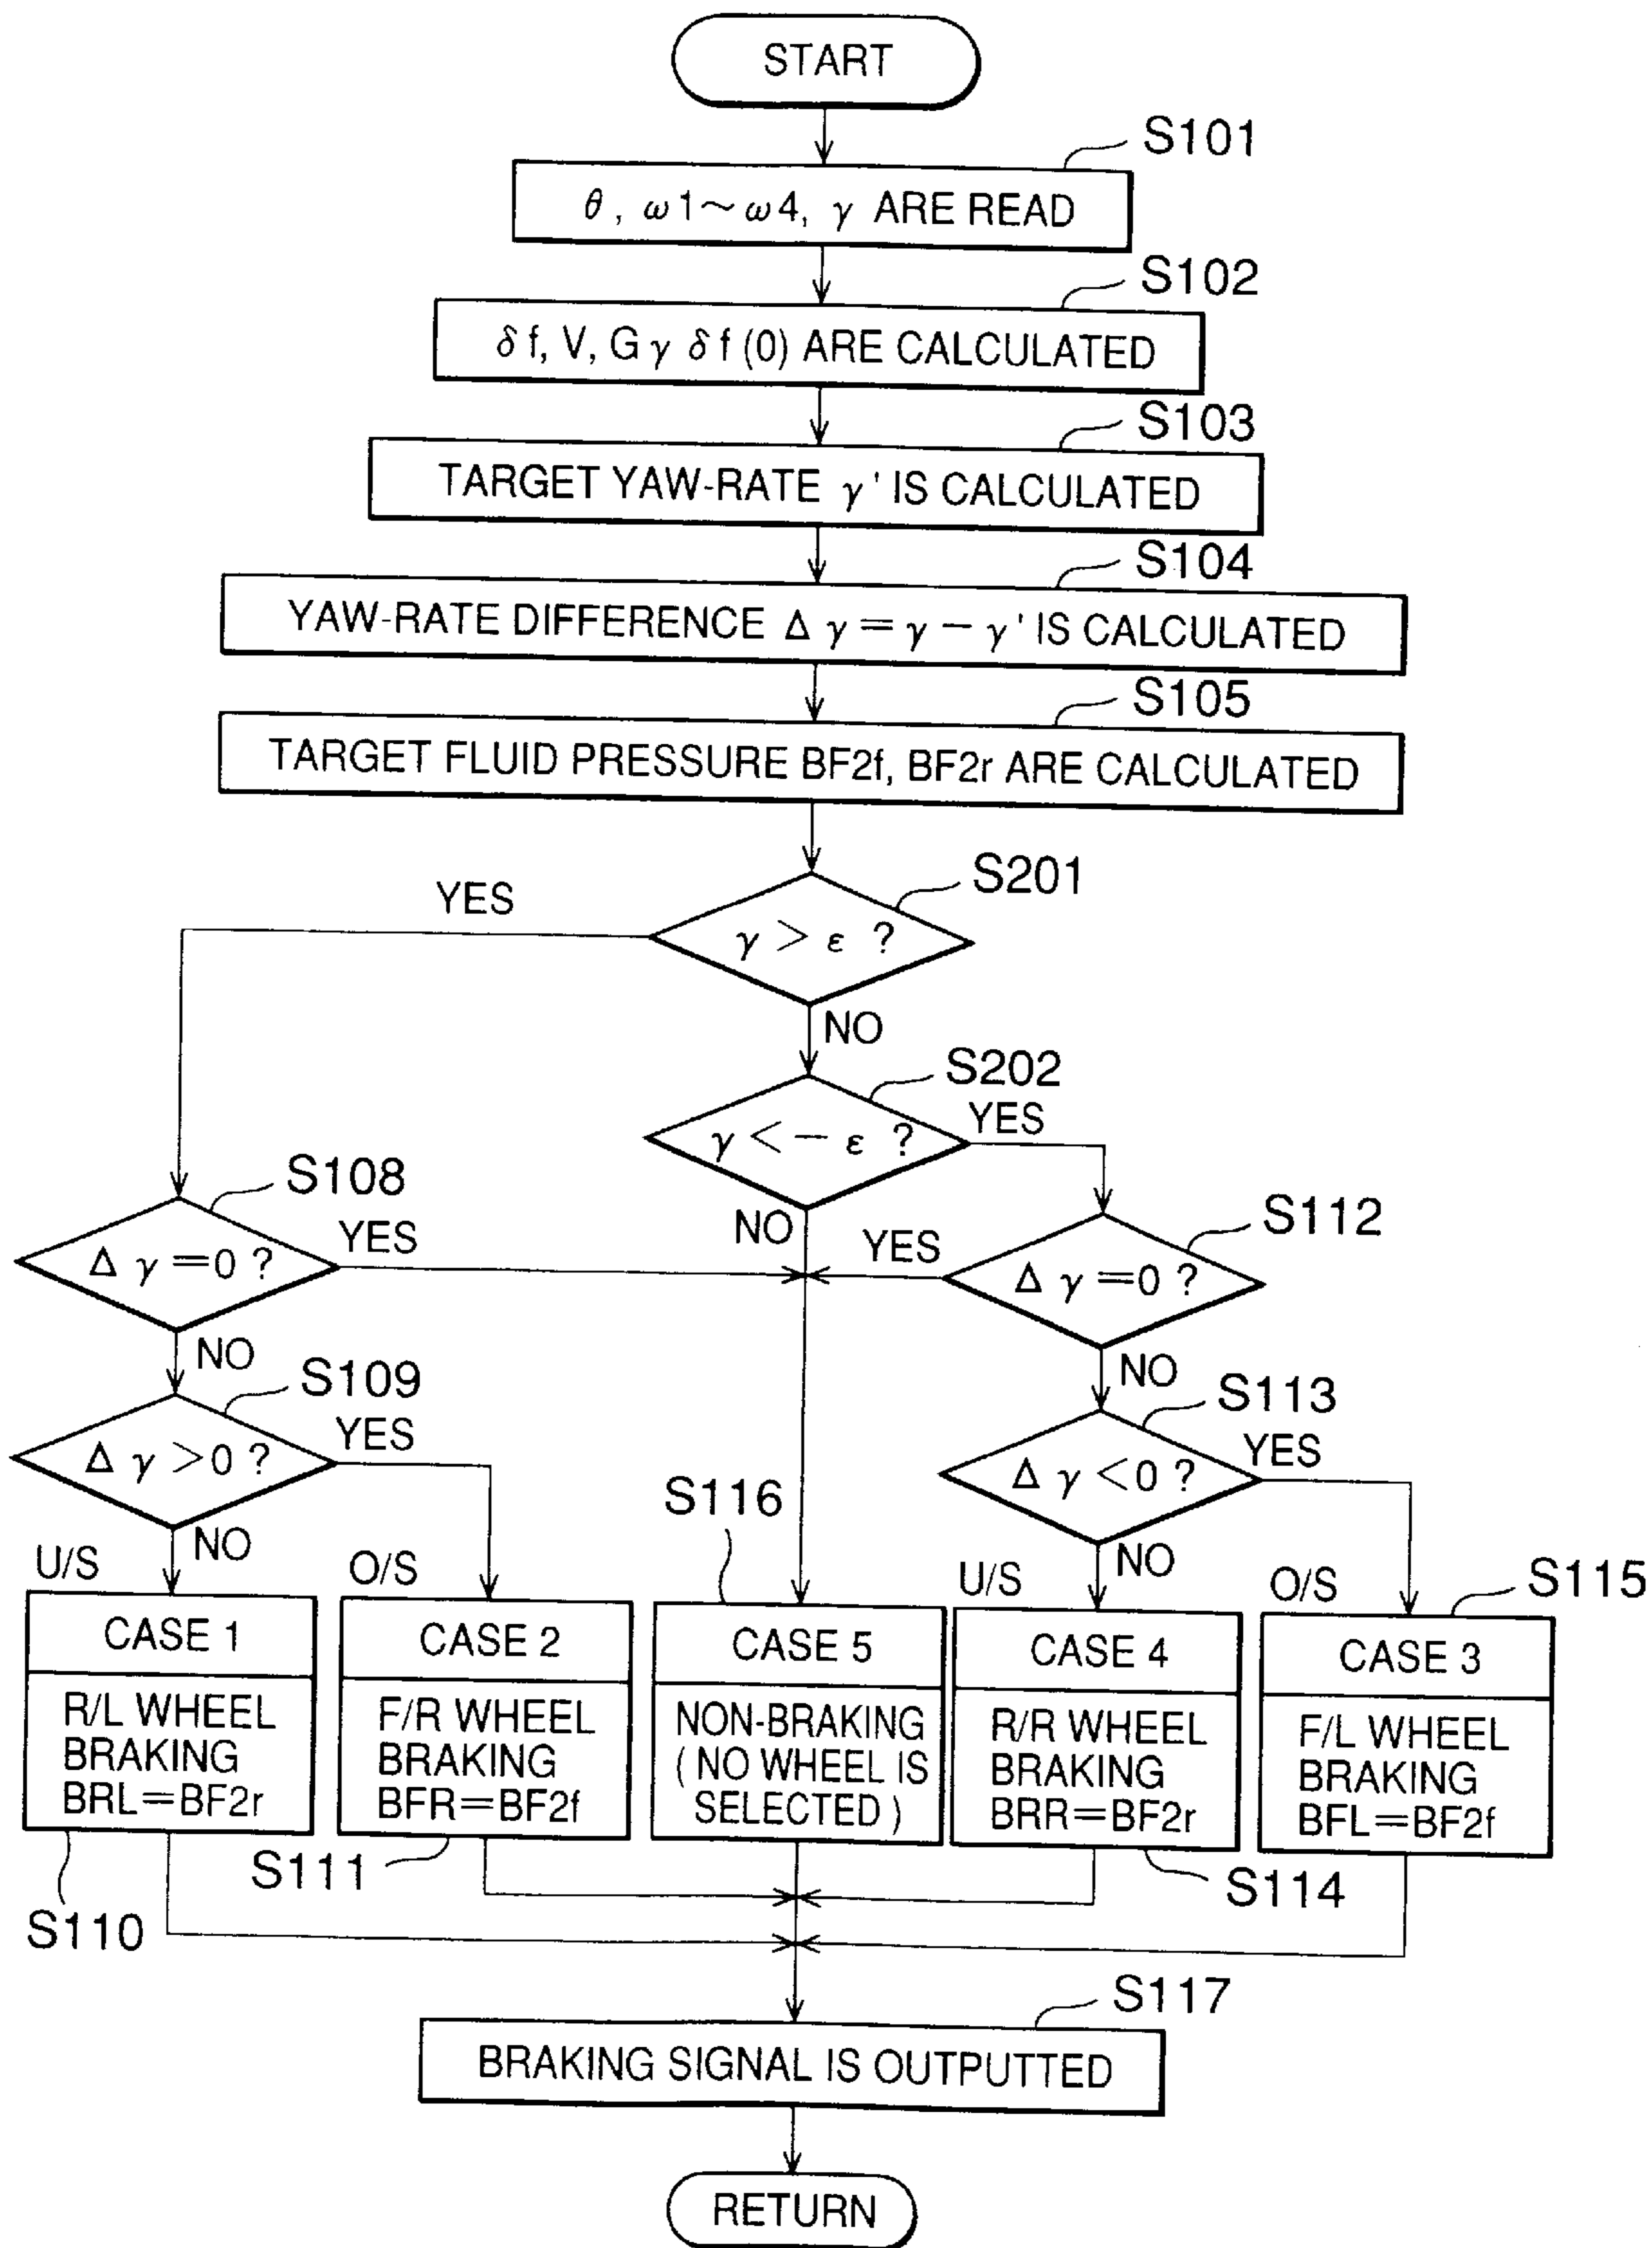 START
S101
θ, ω1~ω4, γ ARE READ
S102
δf, V, Gγδf(0) ARE CALCULATED
S103
TARGET YAW-RATE γ' IS CALCULATED
S104
YAW-RATE DIFFERENCE Δγ=γ-γ' IS CALCULATED
S105
TARGET FLUID PRESSURE BF2f, BF2r ARE CALCULATED
S201
YES
γ > ε ?
NO
S202
YES
γ <- ε ?
NO
S108
YES
Δγ=0 ?
NO
S112
YES
Δγ=0 ?
NO
S109
YES
Δγ>0 ?
NO
S113
YES
Δγ<0 ?
NO
S116
U/S
O/S
U/S
O/S
S115
CASE 1
R/L WHEEL
BRAKING
BRL=BF2r
S110
CASE 2
F/R WHEEL
BRAKING
BFR=BF2f
S111
CASE 5
NON-BRAKING
(NO WHEEL IS
SELECTED)
CASE 4
R/R WHEEL
BRAKING
BRR=BF2r
S114
CASE 3
F/L WHEEL
BRAKING
BFL=BF2f
S117
BRAKING SIGNAL IS OUTPUTTED
RETURN